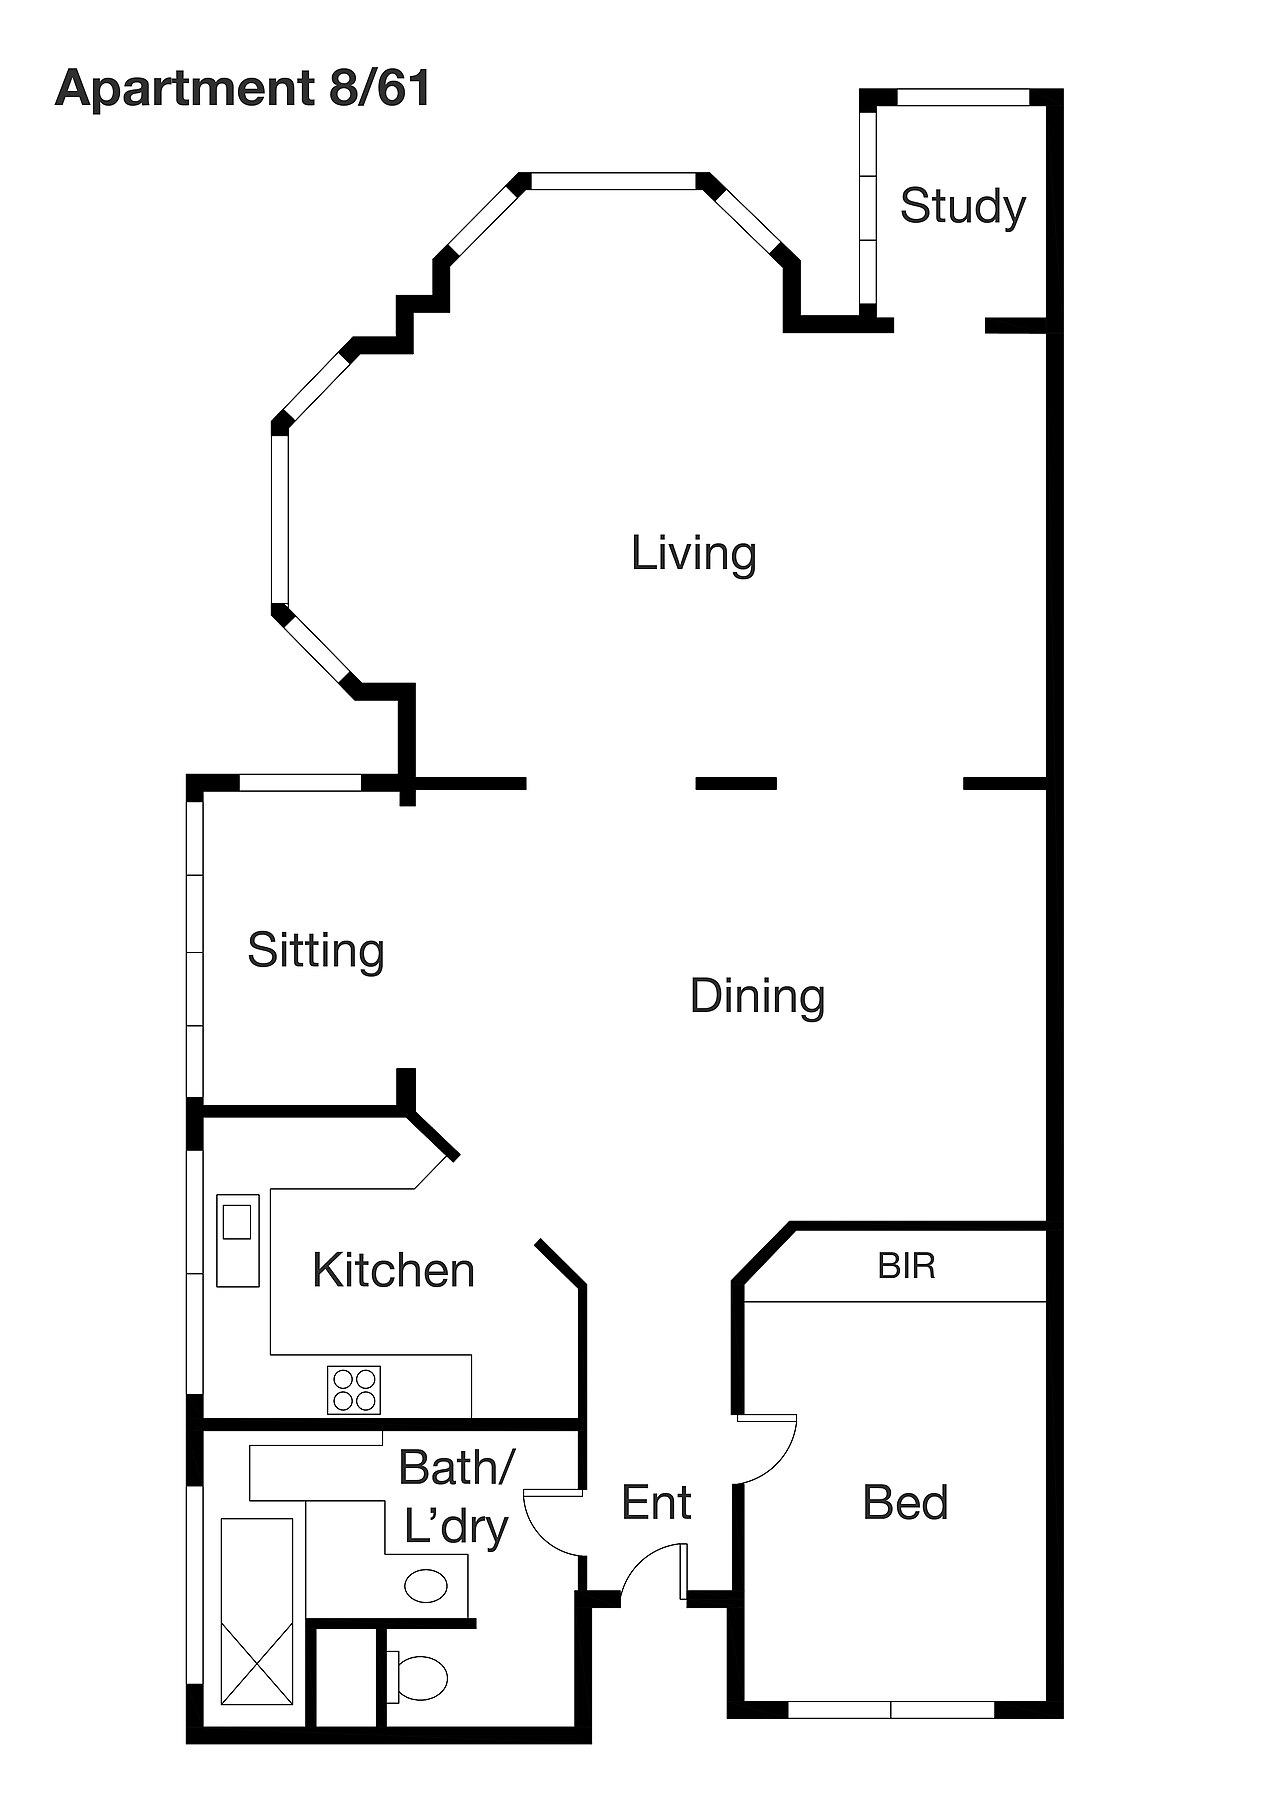 Apartment 8/61
Study
Living
Sitting
Dining
Kitchen
BIR
Bath/
L’dry
Ent
Bed